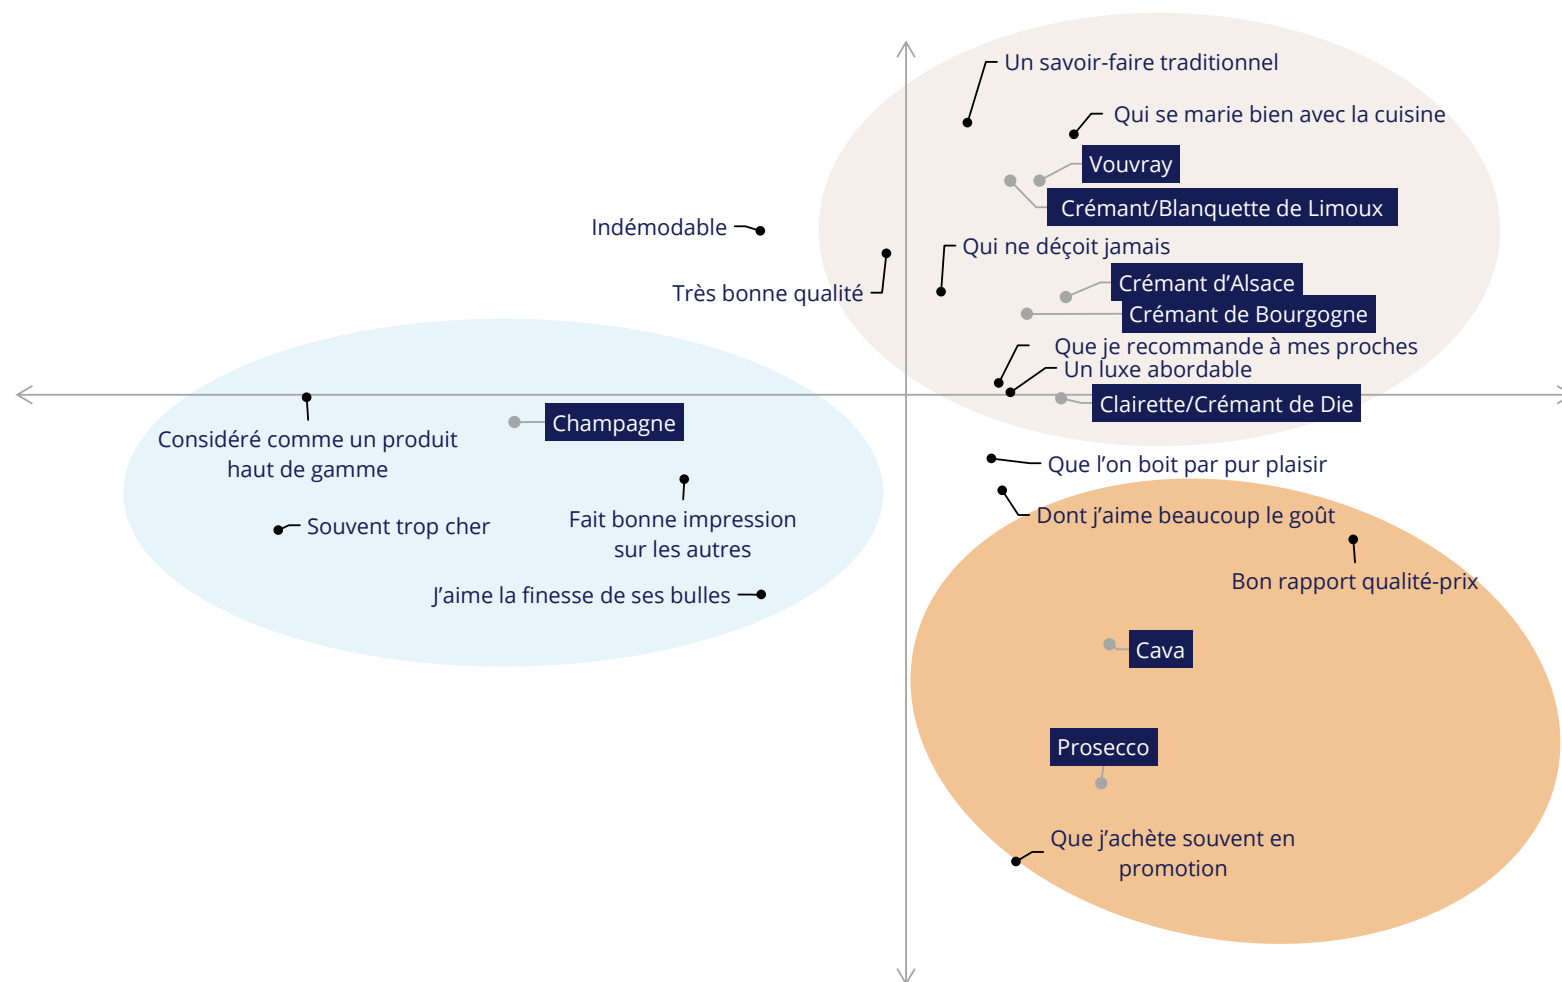 Un savoir-faire traditionnel
Qui se marie bien avec la cuisine
Vouvray
Crémant/Blanquette de Limoux
Indémodable
Qui ne déçoit jamais
Très bonne qualité
Crémant d’Alsace
Crémant de Bourgogne
Que je recommande à mes proches
Un luxe abordable
Clairette/Crémant de Die
Champagne
Considéré comme un produit
haut de gamme
Que l’on boit par pur plaisir
Souvent trop cher
Fait bonne impression
sur les autres
Dont j’aime beaucoup le goût
Bon rapport qualité-prix
J’aime la finesse de ses bulles
Cava
Prosecco
Que j’achète souvent en
promotion